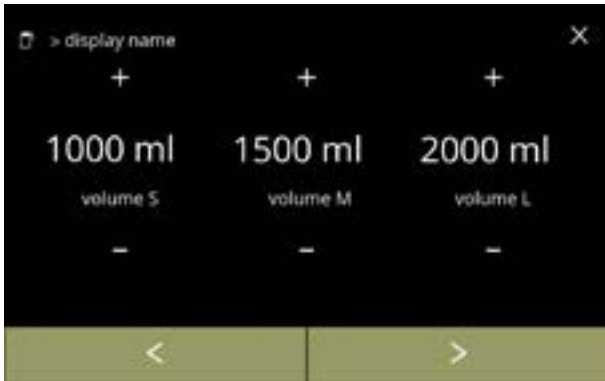 > display name ×
+ + +
1000 ml 1500 ml 2000 ml
volume S volume M volume L
− − −
< >